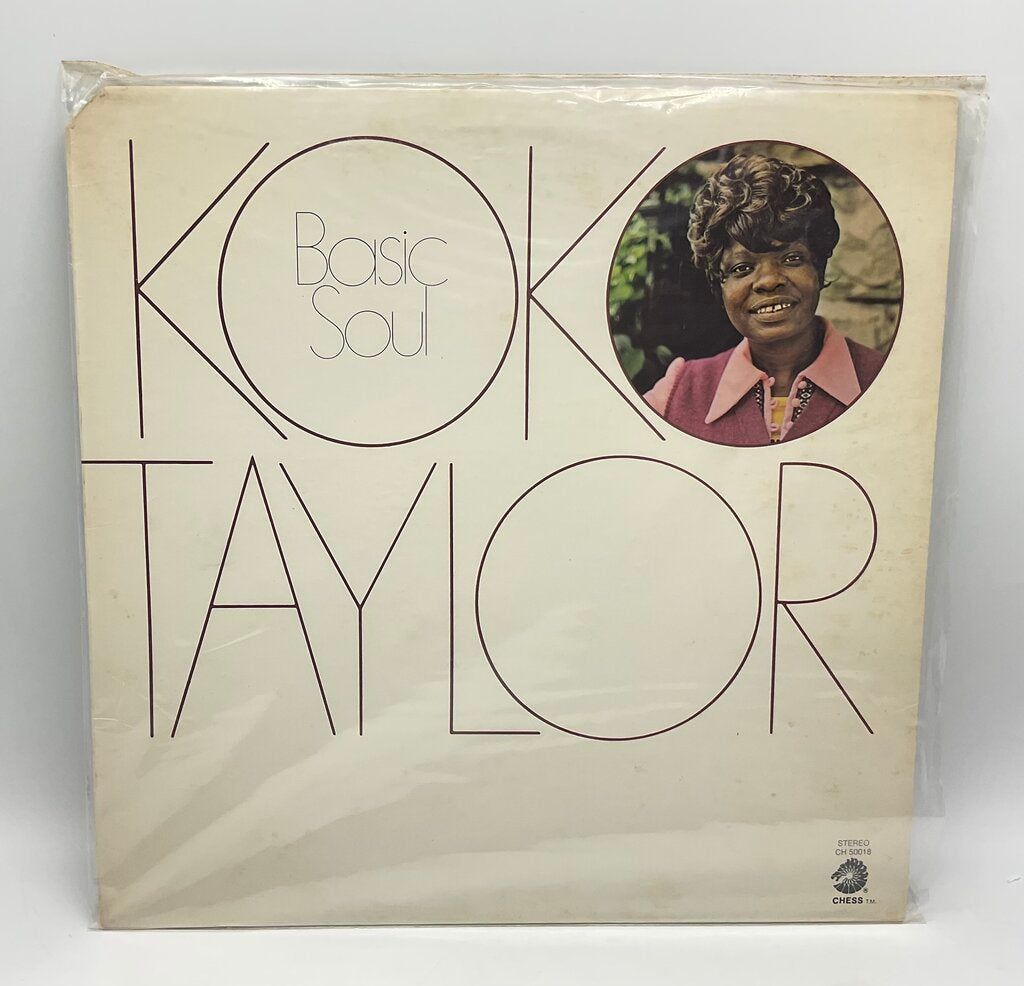 KOKO
Basic
Soul
TAYLOR
STEREO
CH 50018
®
CHESS T.M.